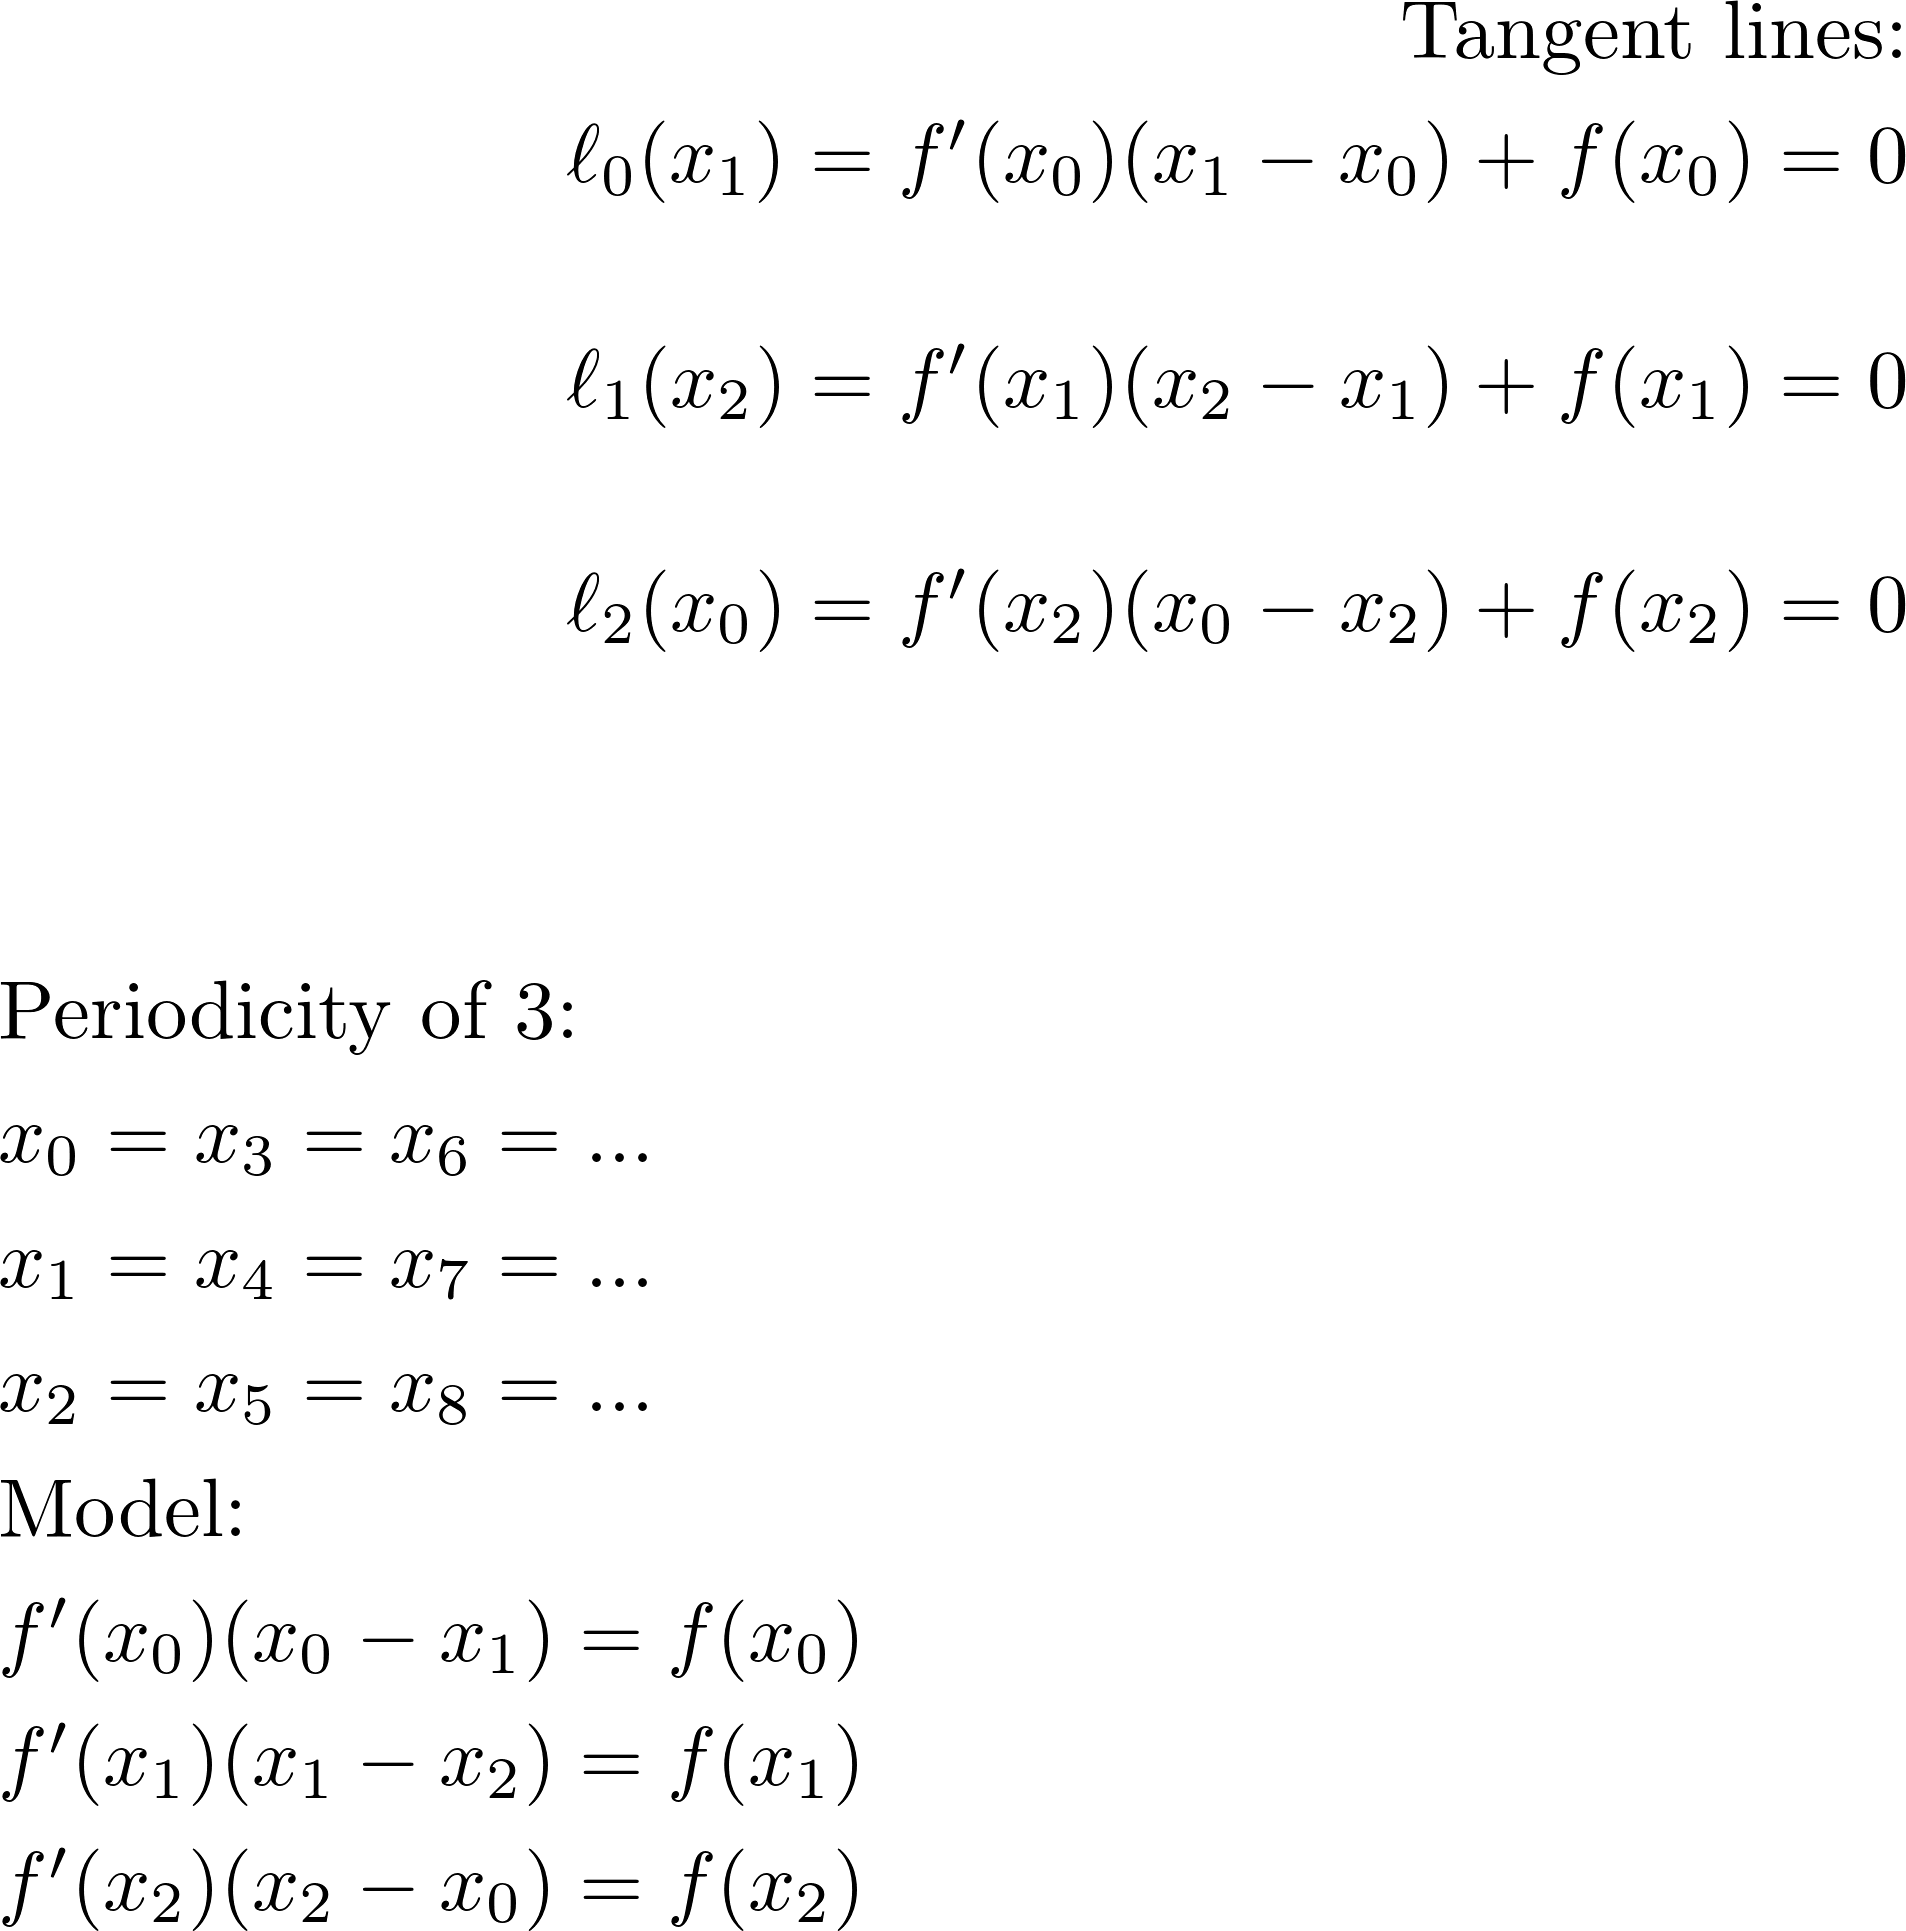 Tangent lines:
ℓ₀(x₁) = f′(x₀)(x₁ − x₀) + f(x₀) = 0
ℓ₁(x₂) = f′(x₁)(x₂ − x₁) + f(x₁) = 0
ℓ₂(x₀) = f′(x₂)(x₀ − x₂) + f(x₂) = 0
Periodicity of 3:
x₀ = x₃ = x₆ = ...
x₁ = x₄ = x₇ = ...
x₂ = x₅ = x₈ = ...
Model:
f′(x₀)(x₀ − x₁) = f(x₀)
f′(x₁)(x₁ − x₂) = f(x₁)
f′(x₂)(x₂ − x₀) = f(x₂)